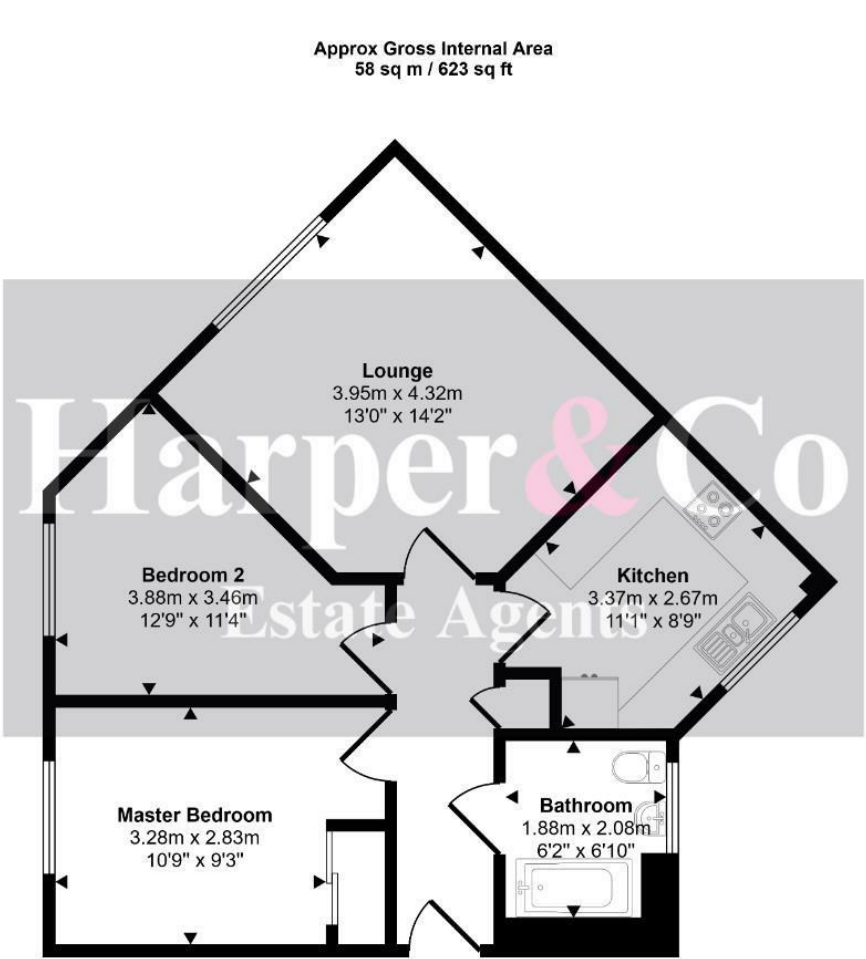 Approx Gross Internal Area
58 sq m / 623 sq ft
Lounge
3.95m x 4.32m
13'0" x 14'2"
Harper&Co
Estate Agents
Bedroom 2
3.88m x 3.46m
12'9" x 11'4"
Kitchen
3.37m x 2.67m
11'1" x 8'9"
Master Bedroom
3.28m x 2.83m
10'9" x 9'3"
Bathroom
1.88m x 2.08m
6'2" x 6'10"